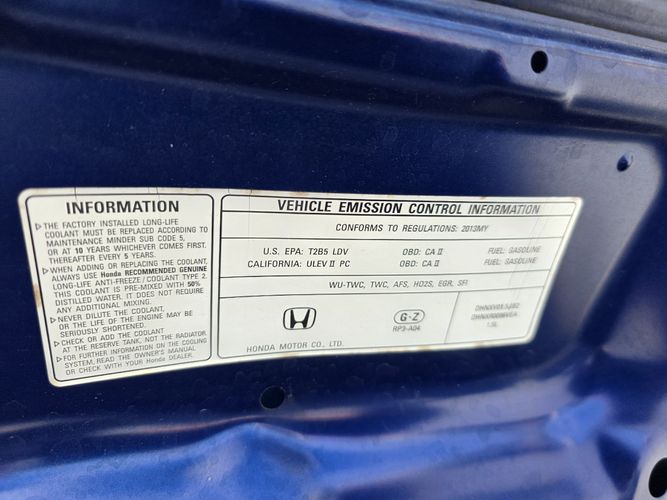 INFORMATION
▷THE FACTORY INSTALLED LONG-LIFE
COOLANT MUST BE REPLACED ACCORDING TO
MAINTENANCE MINDER SUB CODE 5,
OR AT 10 YEARS WHICHEVER COMES FIRST.
THEREAFTER EVERY 5 YEARS.
▷WHEN ADDING OR REPLACING THE COOLANT,
ALWAYS USE Honda RECOMMENDED GENUINE
LONG-LIFE ANTI-FREEZE / COOLANT TYPE 2.
THIS COOLANT IS PRE-MIXED WITH 50%
DISTILLED WATER. IT DOES NOT REQUIRE
ANY ADDITIONAL MIXING.
▷NEVER DILUTE THE COOLANT,
OR THE LIFE OF THE ENGINE MAY BE
SERIOUSLY SHORTENED.
▷CHECK OR ADD THE COOLANT
AT THE RESERVE TANK, NOT THE RADIATOR.
▷FOR FURTHER INFORMATION ON THE COOLING
SYSTEM, READ THE OWNER'S MANUAL
OR CHECK WITH YOUR Honda DEALER.
VEHICLE EMISSION CONTROL INFORMATION
CONFORMS TO REGULATIONS: 2013MY
U.S. EPA: T2B5 LDV OBD: CA II FUEL: GASOLINE
CALIFORNIA: ULEV II PC OBD: CA II FUEL: GASOLINE
WU-TWC, TWC, AFS, HO2S, EGR, SFI
HONDA MOTOR CO., LTD.
G-Z
RP3-A04
1.5L